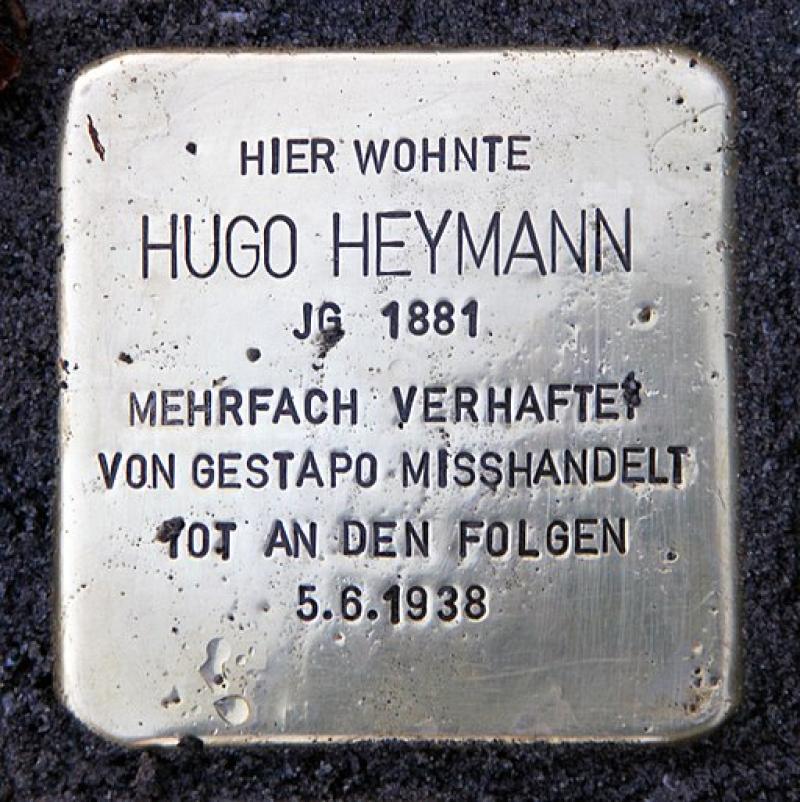 HIER WOHNTE
HUGO HEYMANN
JG 1881
MEHRFACH VERHAFTET
VON GESTAPO MISSHANDELT
TOT AN DEN FOLGEN
5.6.1938